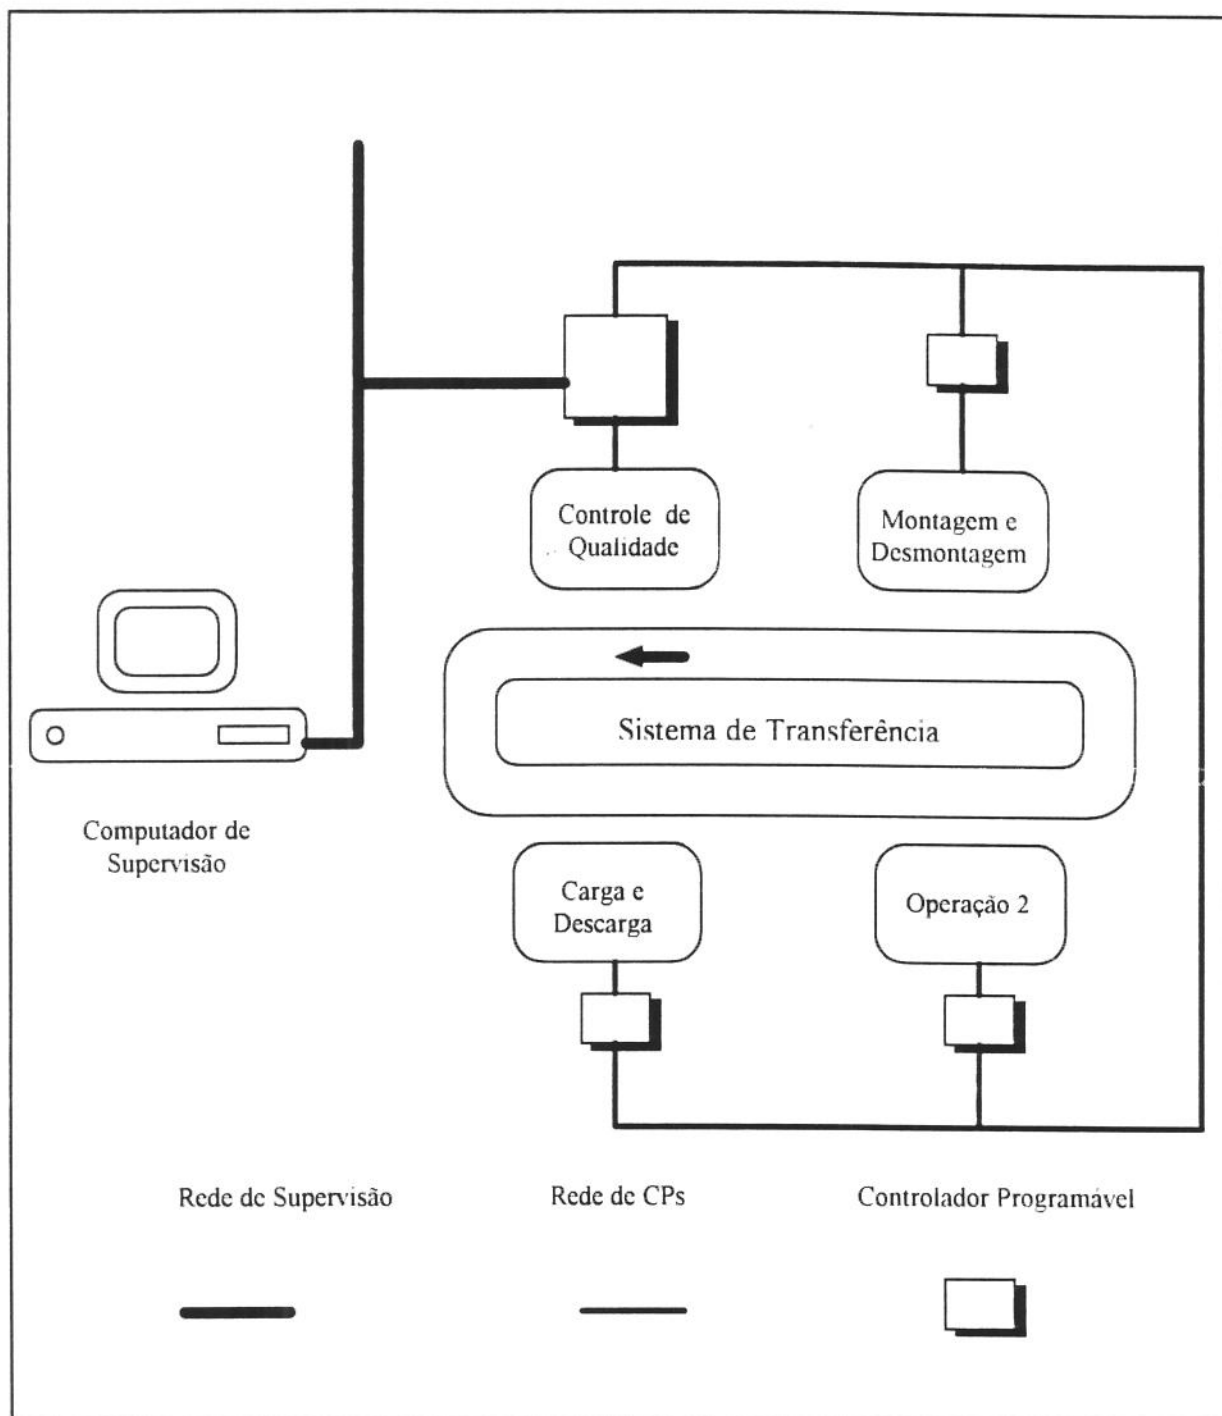 Controle de
Qualidade
Montagem e
Desmontagem
Sistema de Transferência
Computador de
Supervisão
Carga e
Descarga
Operação 2
Rede de Supervisão
Rede de CPs
Controlador Programável